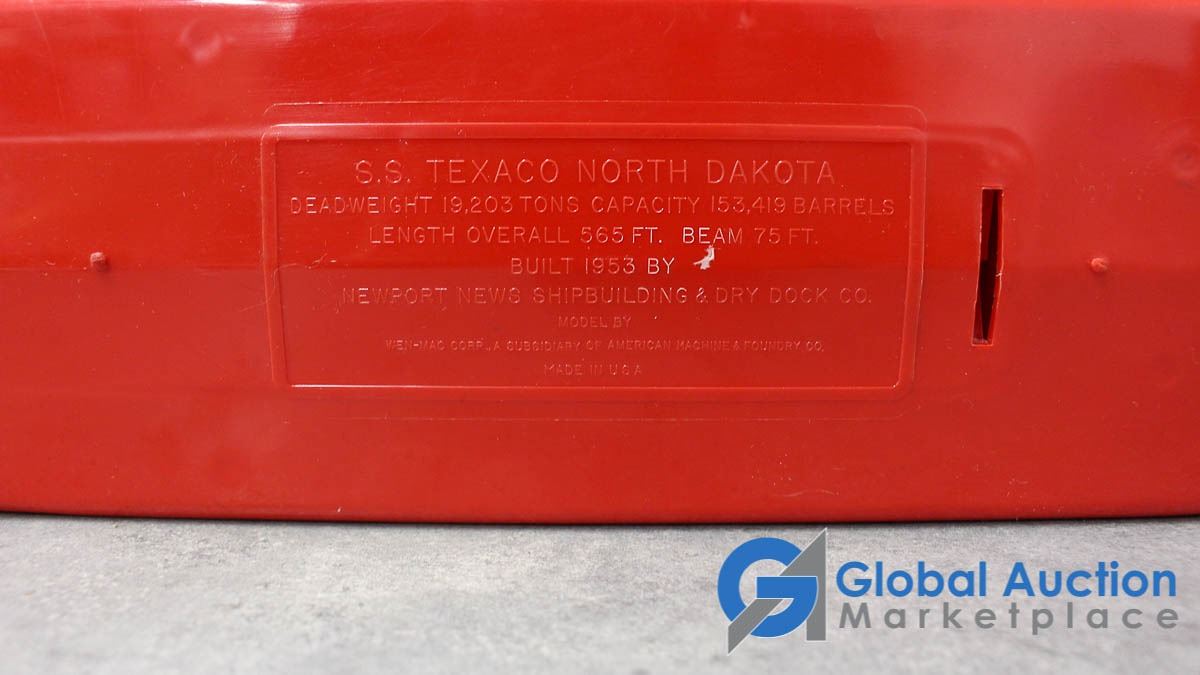 S.S. TEXACO NORTH DAKOTA
DEADWEIGHT 19,203 TONS CAPACITY 153,419 BARRELS
LENGTH OVERALL 565 FT. BEAM 75 FT.
BUILT 1953 BY
NEWPORT NEWS SHIPBUILDING & DRY DOCK CO.
MODEL BY
WEN-MAC CORP., A SUBSIDIARY OF AMERICAN MACHINE & FOUNDRY CO.
MADE IN U S A
Global Auction
Marketplace